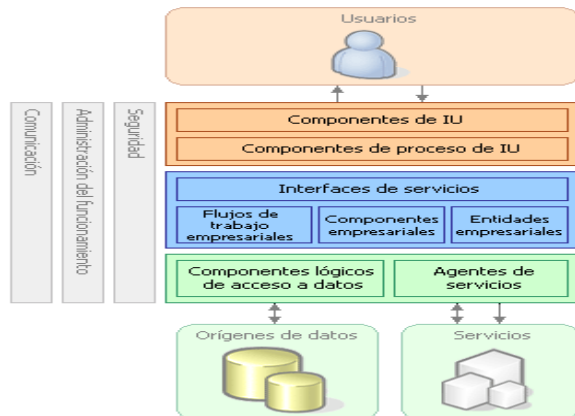 Usuarios
Comunicación
Administración del funcionamiento
Seguridad
Componentes de IU
Componentes de proceso de IU
Interfaces de servicios
Flujos de
trabajo
empresariales
Componentes
empresariales
Entidades
empresariales
Componentes lógicos
de acceso a datos
Agentes de
servicios
Orígenes de datos
Servicios